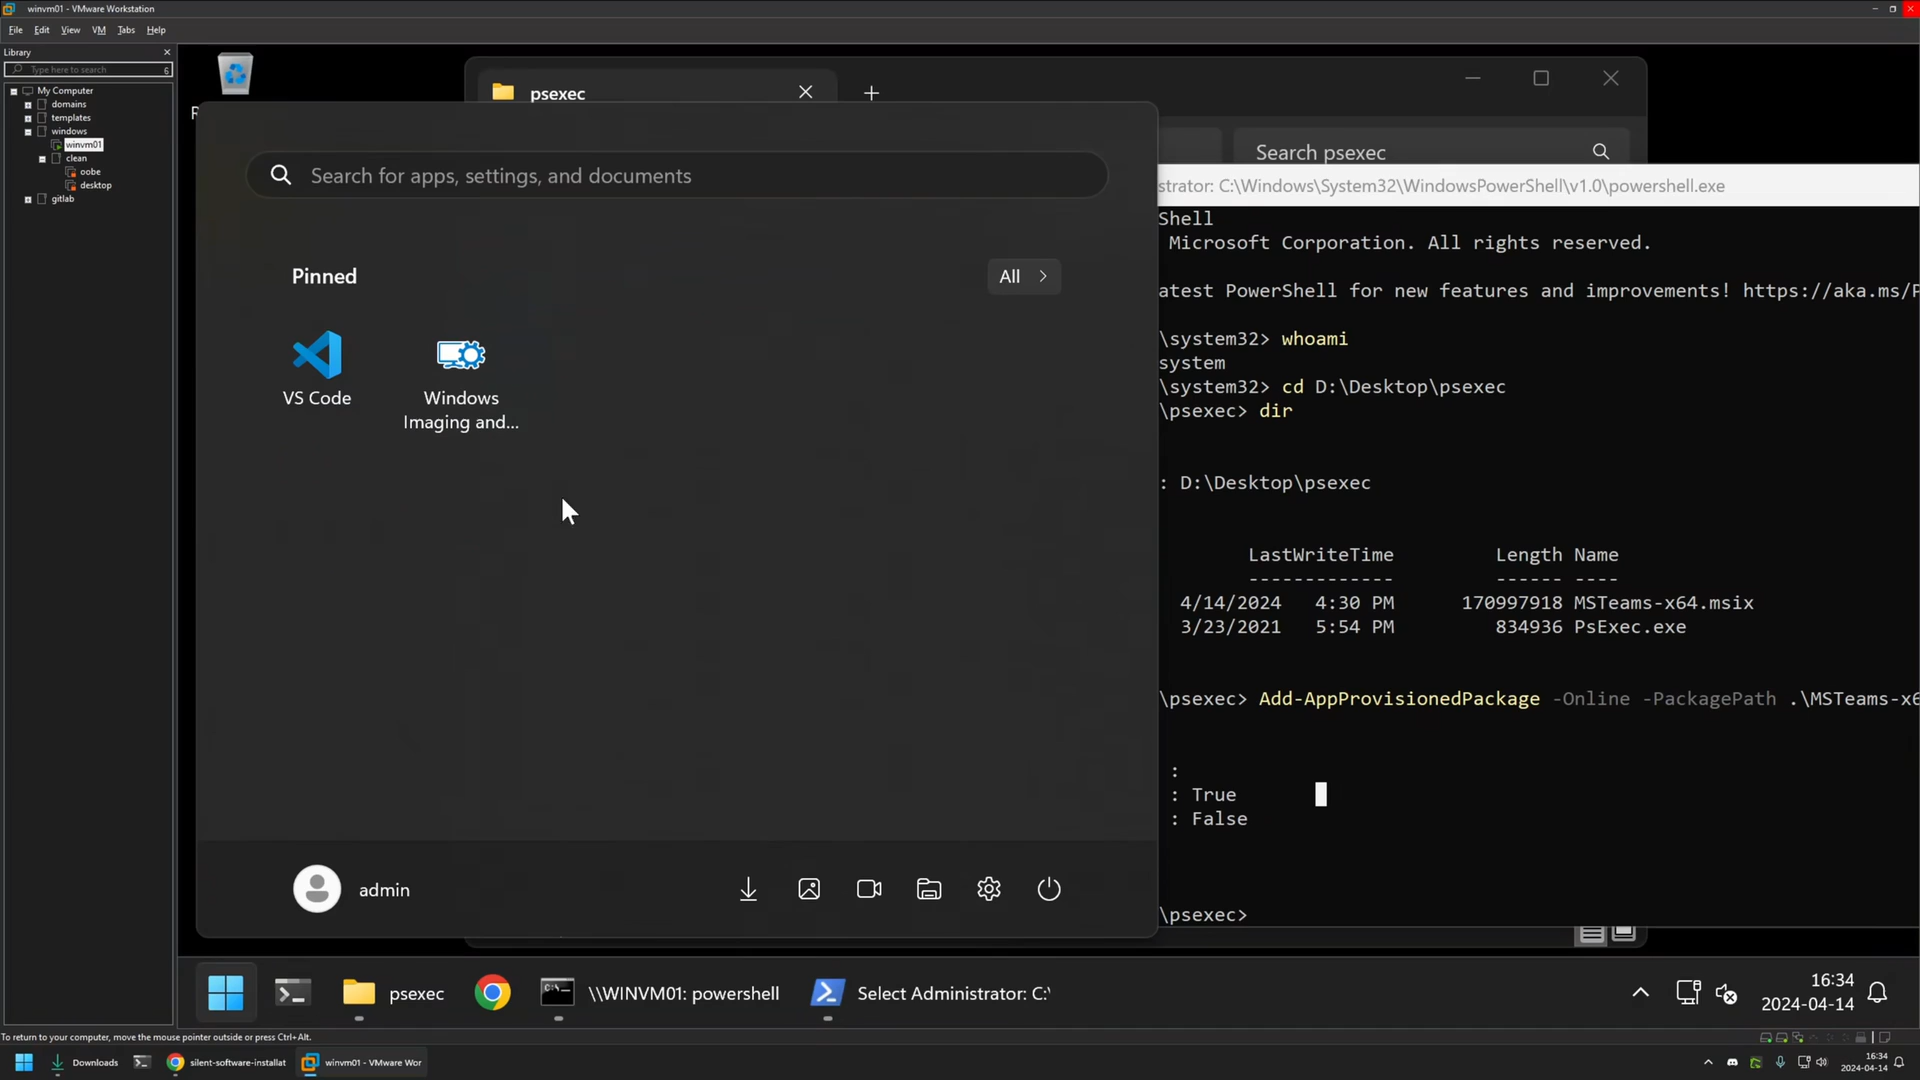 winvm01 - VMware Workstation
File Edit View VM Tabs Help
Library
Type here to search
6
My Computer
domains
templates
windows
winvm01
clean
oobe
desktop
gitlab
psexec
Search psexec
Search for apps, settings, and documents
Pinned
All
VS Code
Windows
Imaging and...
admin
strator: C:\Windows\System32\WindowsPowerShell\v1.0\powershell.exe
Shell
Microsoft Corporation. All rights reserved.
atest PowerShell for new features and improvements! https://aka.ms/P
\system32> whoami
system
\system32> cd D:\Desktop\psexec
\psexec> dir
: D:\Desktop\psexec
LastWriteTime Length Name
------------- ------ ----
4/14/2024 4:30 PM 170997918 MSTeams-x64.msix
3/23/2021 5:54 PM 834936 PsExec.exe
\psexec> Add-AppProvisionedPackage -Online -PackagePath .\MSTeams-x6
:
: True
: False
\psexec>
psexec
\\WINVM01: powershell
Select Administrator: C:\
16:34
2024-04-14
To return to your computer, move the mouse pointer outside or press Ctrl+Alt.
Downloads
silent-software-installat
winvm01 - VMware Wor
16:34
2024-04-14